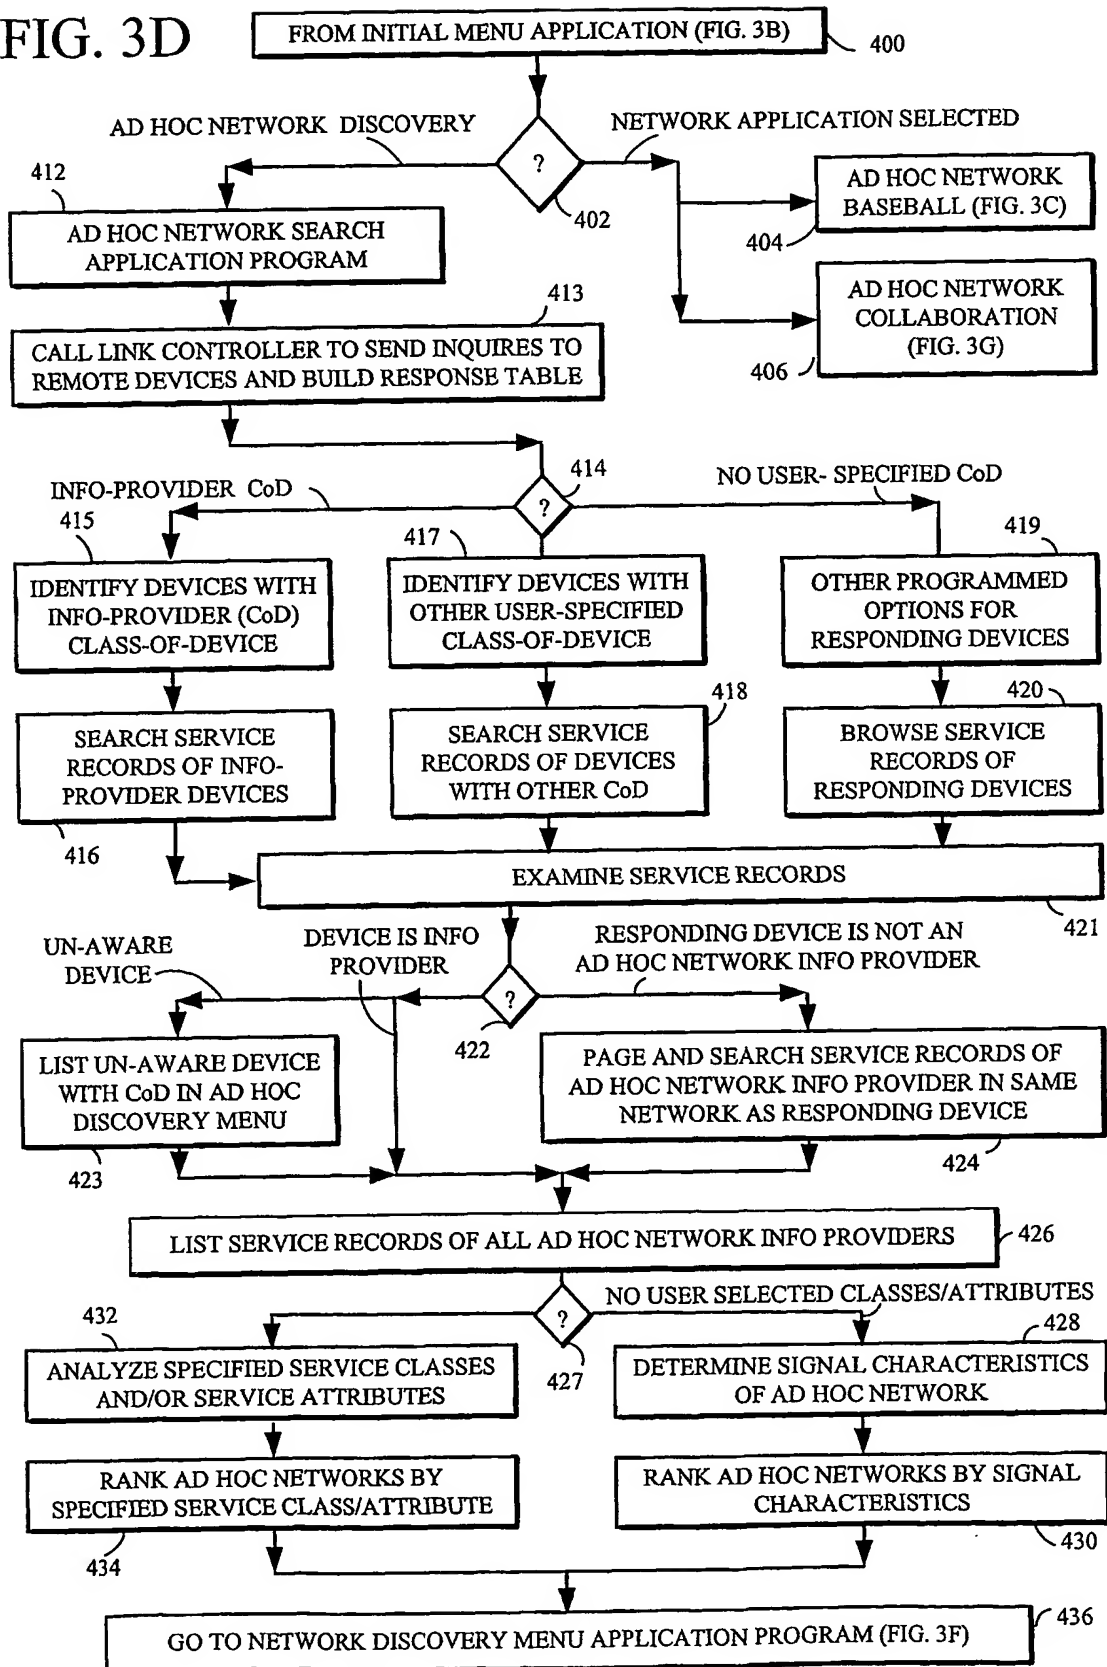 FIG. 3D
FROM INITIAL MENU APPLICATION (FIG. 3B)
400
AD HOC NETWORK DISCOVERY
NETWORK APPLICATION SELECTED
?
402
412
AD HOC NETWORK SEARCH
APPLICATION PROGRAM
AD HOC NETWORK
BASEBALL (FIG. 3C)
404
AD HOC NETWORK
COLLABORATION
(FIG. 3G)
406
413
CALL LINK CONTROLLER TO SEND INQUIRES TO
REMOTE DEVICES AND BUILD RESPONSE TABLE
414
?
INFO-PROVIDER CoD
NO USER- SPECIFIED CoD
415
IDENTIFY DEVICES WITH
INFO-PROVIDER (CoD)
CLASS-OF-DEVICE
417
IDENTIFY DEVICES WITH
OTHER USER-SPECIFIED
CLASS-OF-DEVICE
419
OTHER PROGRAMMED
OPTIONS FOR
RESPONDING DEVICES
SEARCH SERVICE
RECORDS OF INFO-
PROVIDER DEVICES
416
418
SEARCH SERVICE
RECORDS OF DEVICES
WITH OTHER CoD
420
BROWSE SERVICE
RECORDS OF
RESPONDING DEVICES
EXAMINE SERVICE RECORDS
421
UN-AWARE
DEVICE
DEVICE IS INFO
PROVIDER
RESPONDING DEVICE IS NOT AN
AD HOC NETWORK INFO PROVIDER
?
422
LIST UN-AWARE DEVICE
WITH CoD IN AD HOC
DISCOVERY MENU
423
PAGE AND SEARCH SERVICE RECORDS OF
AD HOC NETWORK INFO PROVIDER IN SAME
NETWORK AS RESPONDING DEVICE
424
LIST SERVICE RECORDS OF ALL AD HOC NETWORK INFO PROVIDERS
426
?
427
NO USER SELECTED CLASSES/ATTRIBUTES
432
ANALYZE SPECIFIED SERVICE CLASSES
AND/OR SERVICE ATTRIBUTES
428
DETERMINE SIGNAL CHARACTERISTICS
OF AD HOC NETWORK
RANK AD HOC NETWORKS BY
SPECIFIED SERVICE CLASS/ATTRIBUTE
434
RANK AD HOC NETWORKS BY SIGNAL
CHARACTERISTICS
430
GO TO NETWORK DISCOVERY MENU APPLICATION PROGRAM (FIG. 3F)
436